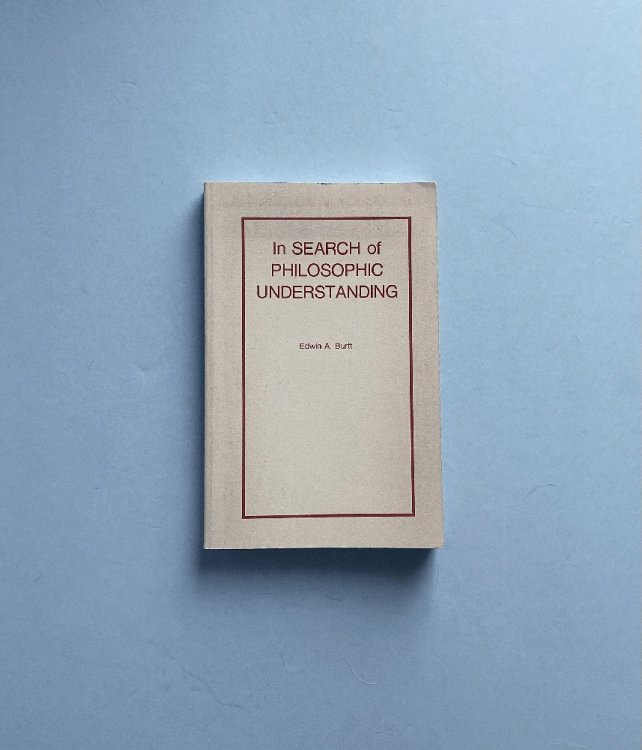 In SEARCH of
PHILOSOPHIC
UNDERSTANDING
Edwin A. Burtt